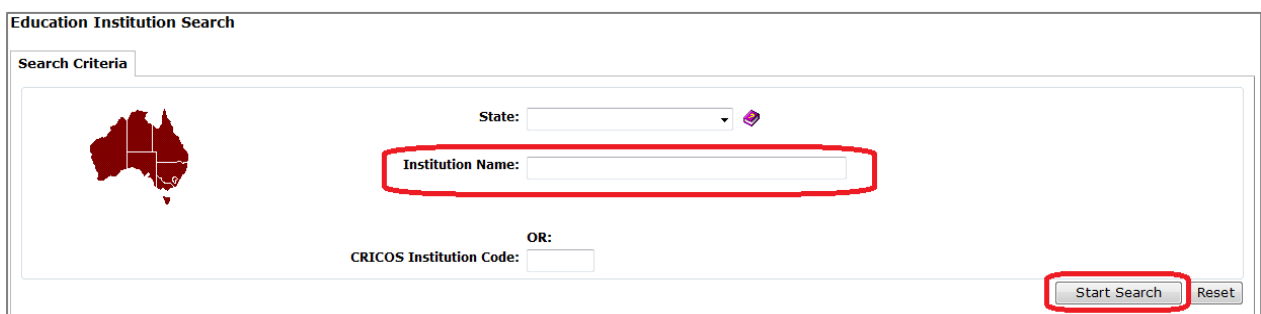 Education Institution Search
Search Criteria
State:
Institution Name:
OR:
CRICOS Institution Code:
Start Search Reset